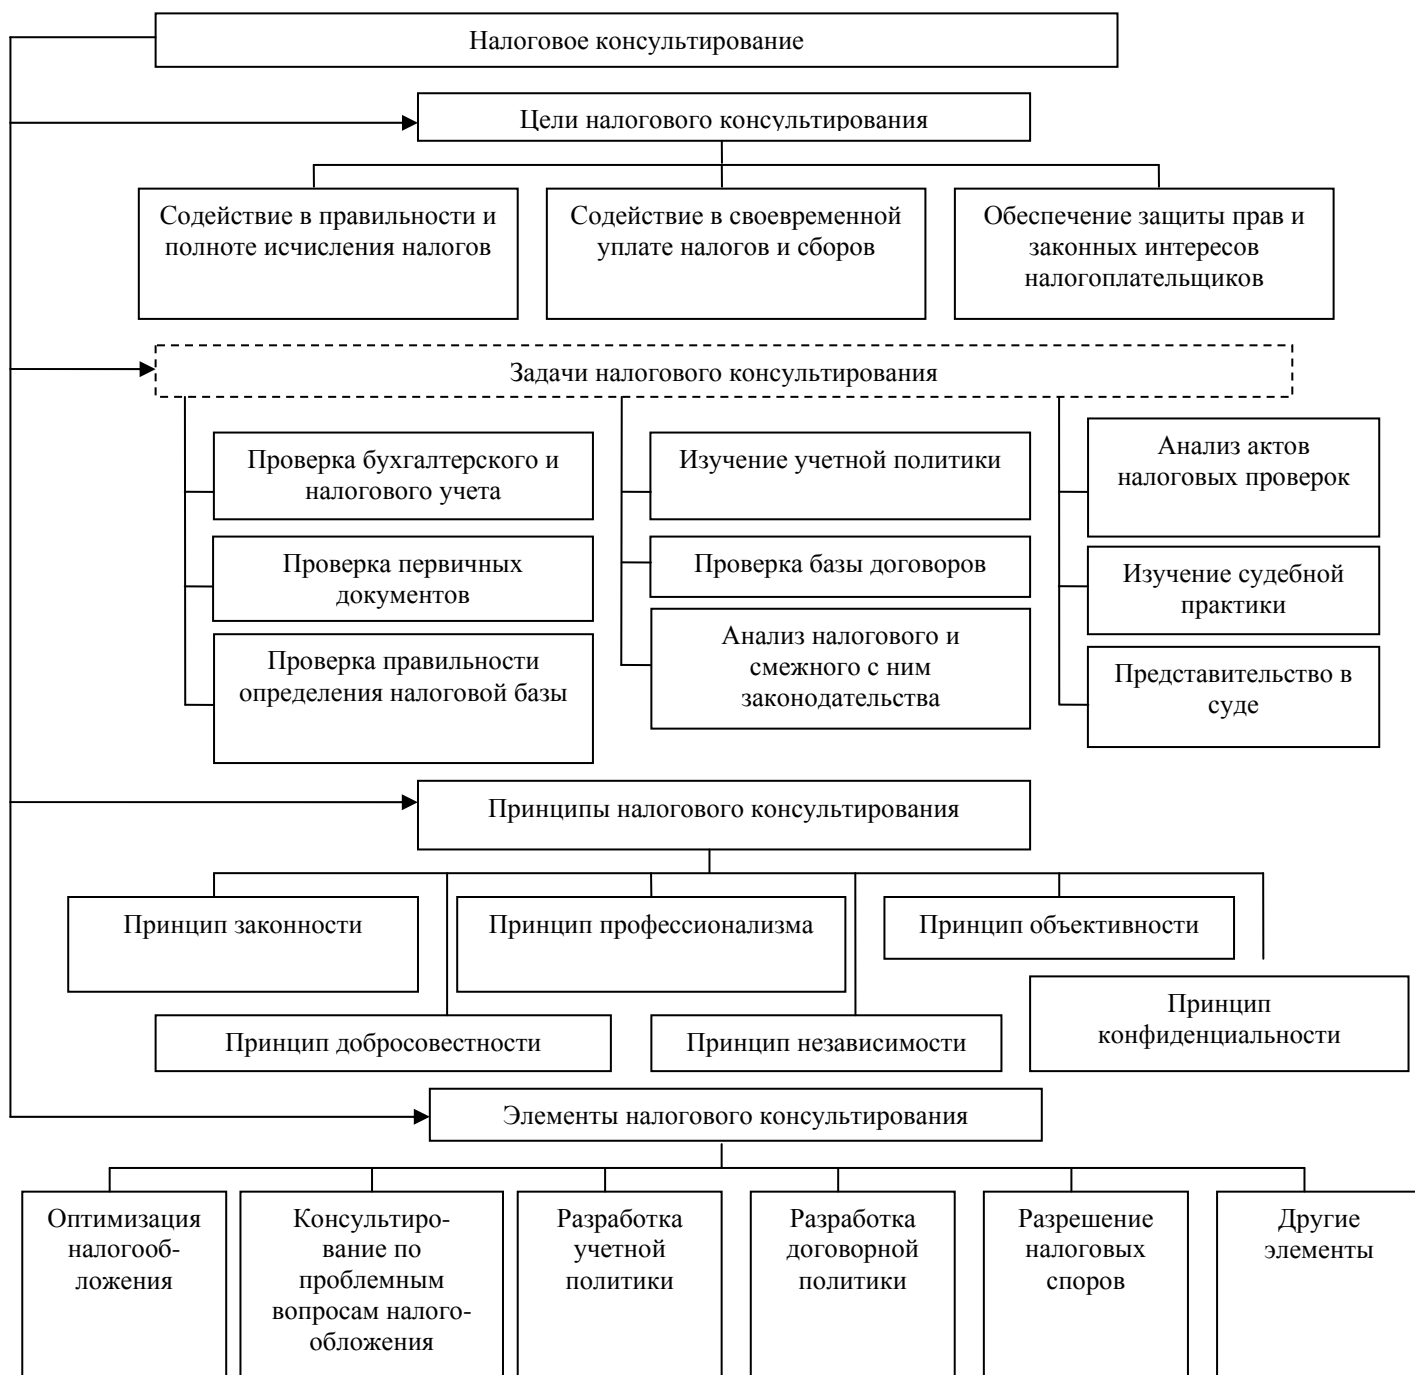 Налоговое консультирование
Цели налогового консультирования
Содействие в правильности и
полноте исчисления налогов
Содействие в своевременной
уплате налогов и сборов
Обеспечение защиты прав и
законных интересов
налогоплательщиков
Задачи налогового консультирования
Проверка бухгалтерского и
налогового учета
Проверка первичных
документов
Проверка правильности
определения налоговой базы
Изучение учетной политики
Проверка базы договоров
Анализ налогового и
смежного с ним
законодательства
Анализ актов
налоговых проверок
Изучение судебной
практики
Представительство в
суде
Принципы налогового консультирования
Принцип законности
Принцип профессионализма
Принцип объективности
Принцип добросовестности
Принцип независимости
Принцип
конфиденциальности
Элементы налогового консультирования
Оптимизация
налогооб-
ложения
Консультиро-
вание по
проблемным
вопросам налого-
обложения
Разработка
учетной
политики
Разработка
договорной
политики
Разрешение
налоговых
споров
Другие
элементы